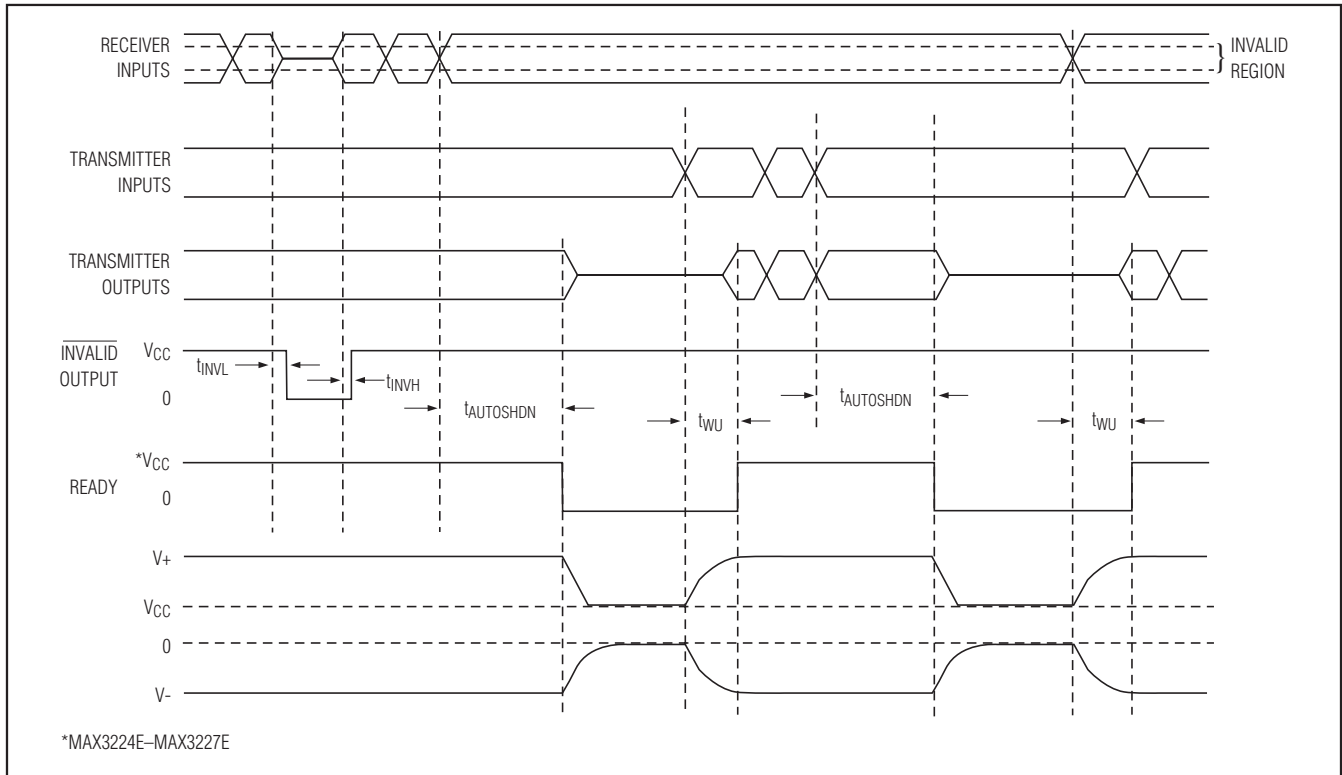 RECEIVER
INPUTS
INVALID
REGION
TRANSMITTER
INPUTS
TRANSMITTER
OUTPUTS
INVALID
OUTPUT
VCC
0
tINVL
tINVH
tAUTOSHDN
tWU
tAUTOSHDN
tWU
READY
*VCC
0
V+
VCC
0
V-
*MAX3224E–MAX3227E